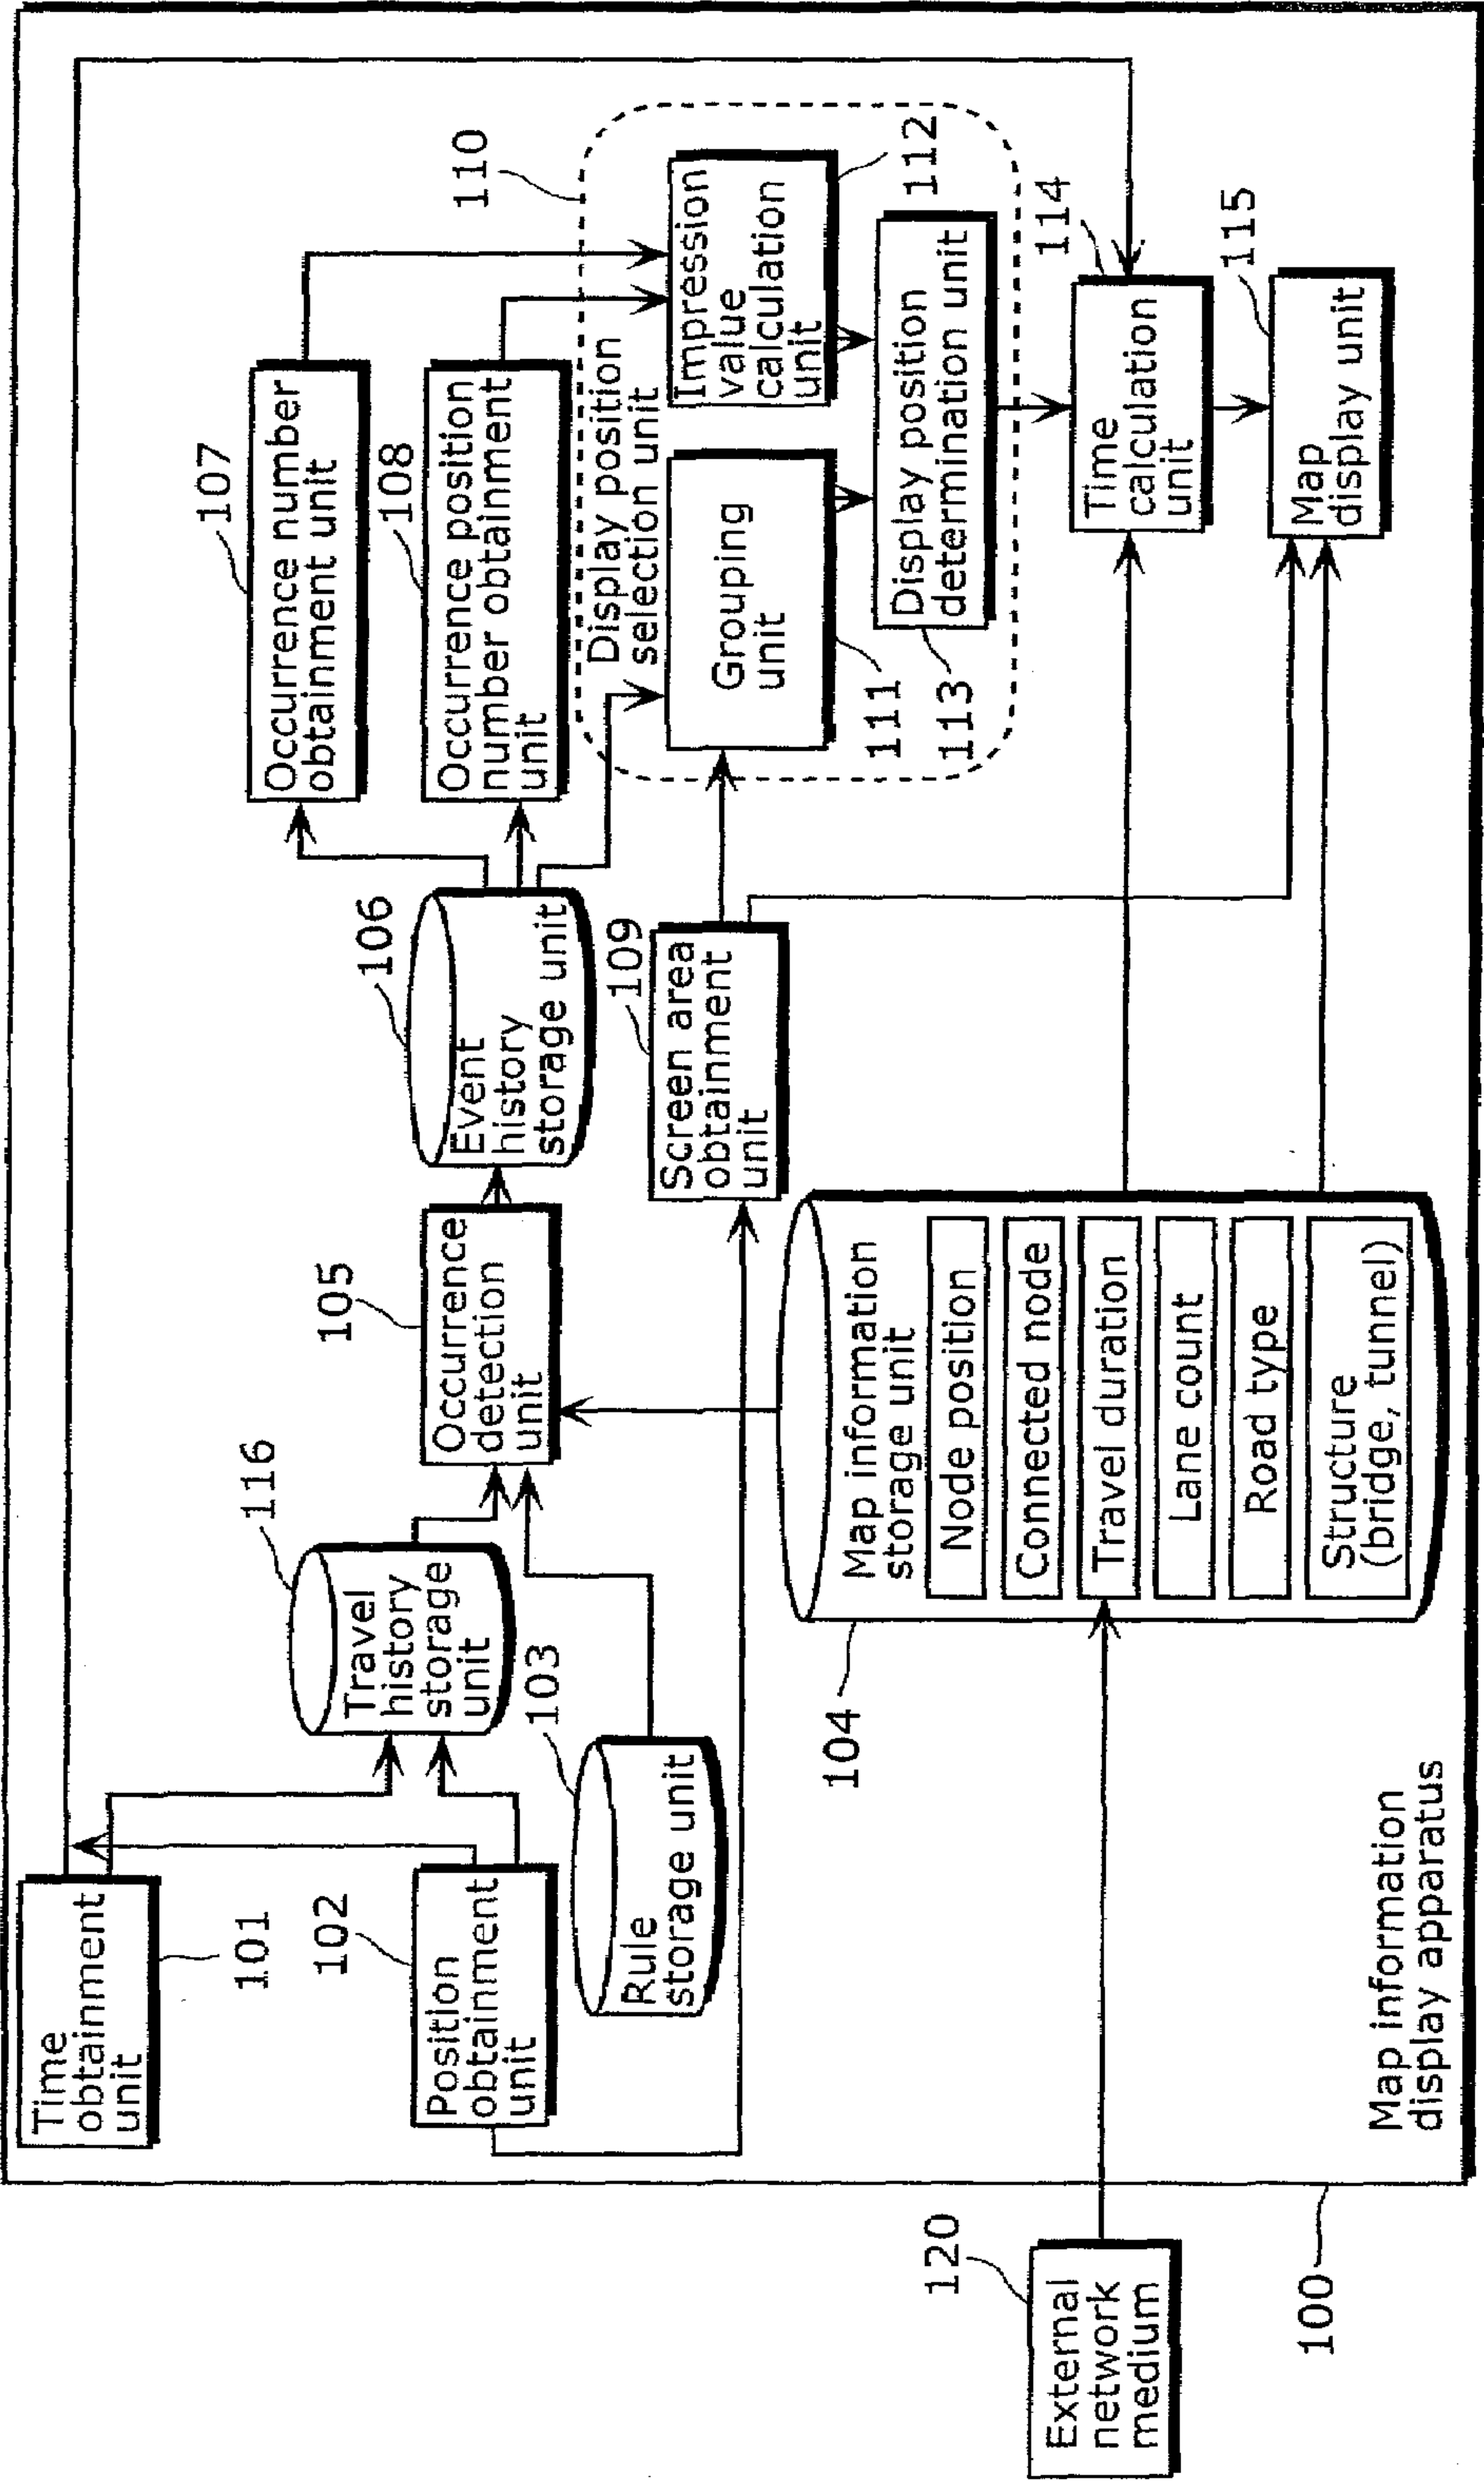 Time
obtainment
unit
101
Position
obtainment
unit
102
Rule
storage unit
103
Travel
history
storage
unit
116
Occurrence
detection
unit
105
Event
history
storage unit
106
Occurrence number
obtainment unit
107
Occurrence position
number obtainment
unit
108
Screen area
obtainment
unit
109
110
Display position
selection unit
Grouping
unit
111
Impression
value
calculation
unit
112
Display position
determination unit
113
Time
calculation
unit
114
Map
display unit
115
Map information
storage unit
Node position
Connected node
Travel duration
Lane count
Road type
Structure
(bridge, tunnel)
104
External
network
medium
120
Map information
display apparatus
100